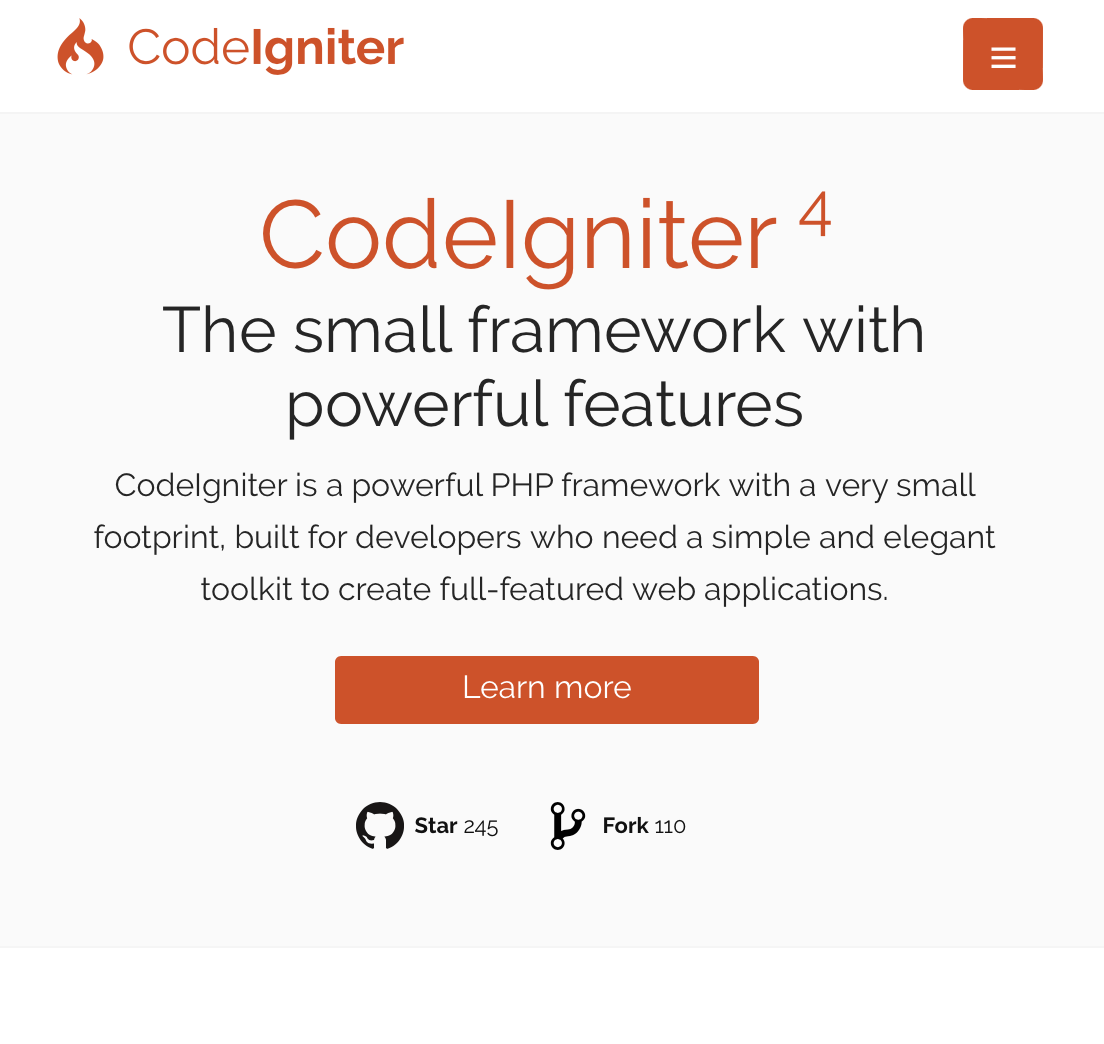 CodeIgniter
CodeIgniter 4
The small framework with
powerful features
CodeIgniter is a powerful PHP framework with a very small
footprint, built for developers who need a simple and elegant
toolkit to create full-featured web applications.
Learn more
Star 245 Fork 110